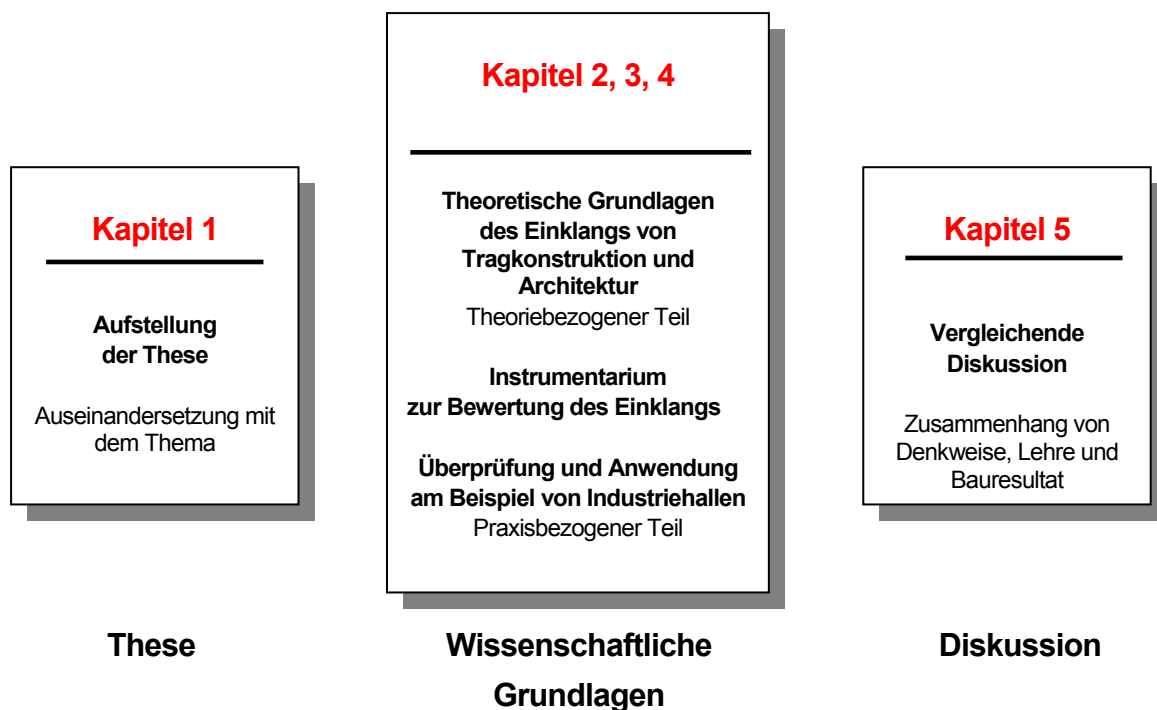 Kapitel 1
Aufstellung
der These
Auseinandersetzung mit
dem Thema
These
Kapitel 2, 3, 4
Theoretische Grundlagen
des Einklangs von
Tragkonstruktion und
Architektur
Theoriebezogener Teil
Instrumentarium
zur Bewertung des Einklangs
Überprüfung und Anwendung
am Beispiel von Industriehallen
Praxisbezogener Teil
Wissenschaftliche
Grundlagen
Kapitel 5
Vergleichende
Diskussion
Zusammenhang von
Denkweise, Lehre und
Bauresultat
Diskussion